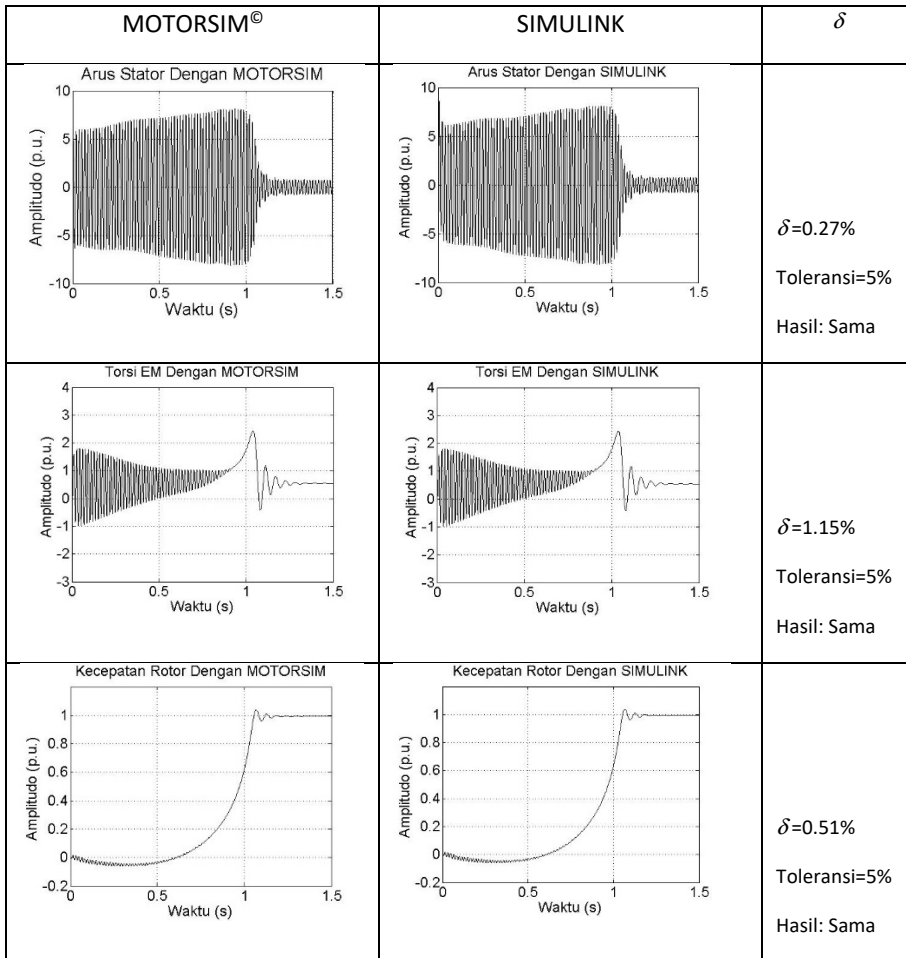 MOTORSIM© SIMULINK δ
Arus Stator Dengan MOTORSIM
10
5
0
-5
-10
0 0.5 1 1.5
Amplitudo (p.u.)
Waktu (s)
Arus Stator Dengan SIMULINK
10
5
0
-5
-10
0 0.5 1 1.5
Amplitudo (p.u.)
Waktu (s)
δ=0.27%
Toleransi=5%
Hasil: Sama
Torsi EM Dengan MOTORSIM
4
3
2
1
0
-1
-2
-3
0 0.5 1 1.5
Amplitudo (p.u.)
Waktu (s)
Torsi EM Dengan SIMULINK
4
3
2
1
0
-1
-2
-3
0 0.5 1 1.5
Amplitudo (p.u.)
Waktu (s)
δ=1.15%
Toleransi=5%
Hasil: Sama
Kecepatan Rotor Dengan MOTORSIM
1
0.8
0.6
0.4
0.2
0
-0.2
0 0.5 1 1.5
Amplitudo (p.u.)
Waktu (s)
Kecepatan Rotor Dengan SIMULINK
1
0.8
0.6
0.4
0.2
0
-0.2
0 0.5 1 1.5
Amplitudo (p.u.)
Waktu (s)
δ=0.51%
Toleransi=5%
Hasil: Sama